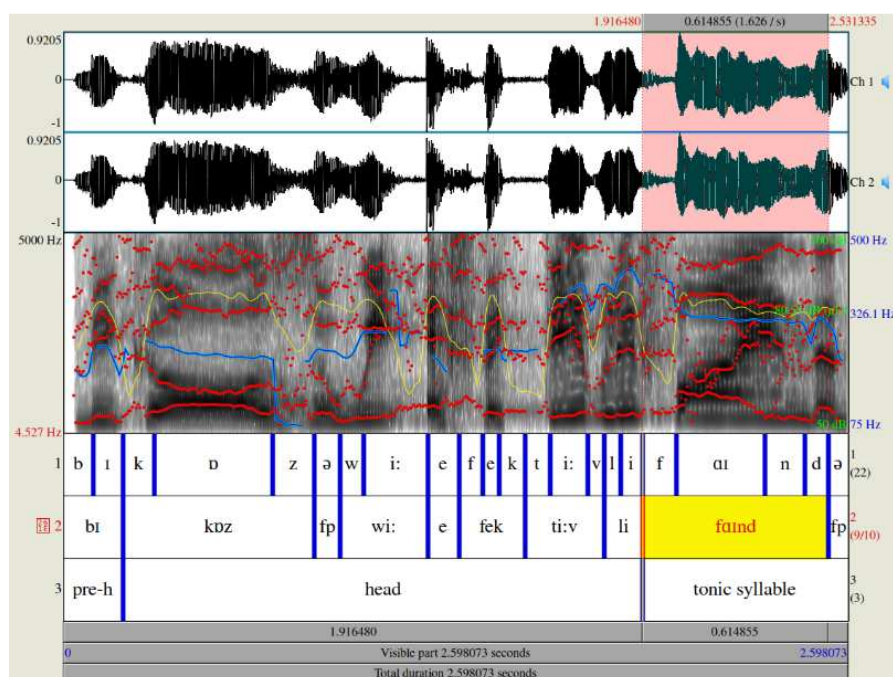 1.916480 0.614855 (1.626 / s) 2.531335
0.9205
0
-1
Ch 1
0.9205
0
-1
Ch 2
5000 Hz 500 Hz
326.1 Hz
4.527 Hz 50 dB 75 Hz
1 b ɪ k ɒ z ə w i: e f e k t i: v l i f ɑɪ n d ə 1
(22)
2 bɪ kɒz fp wi: e fek ti:v li fɑɪnd fp 2
(9/10)
3 pre-h head tonic syllable 3
(3)
1.916480 0.614855
0 Visible part 2.598073 seconds 2.598073
Total duration 2.598073 seconds